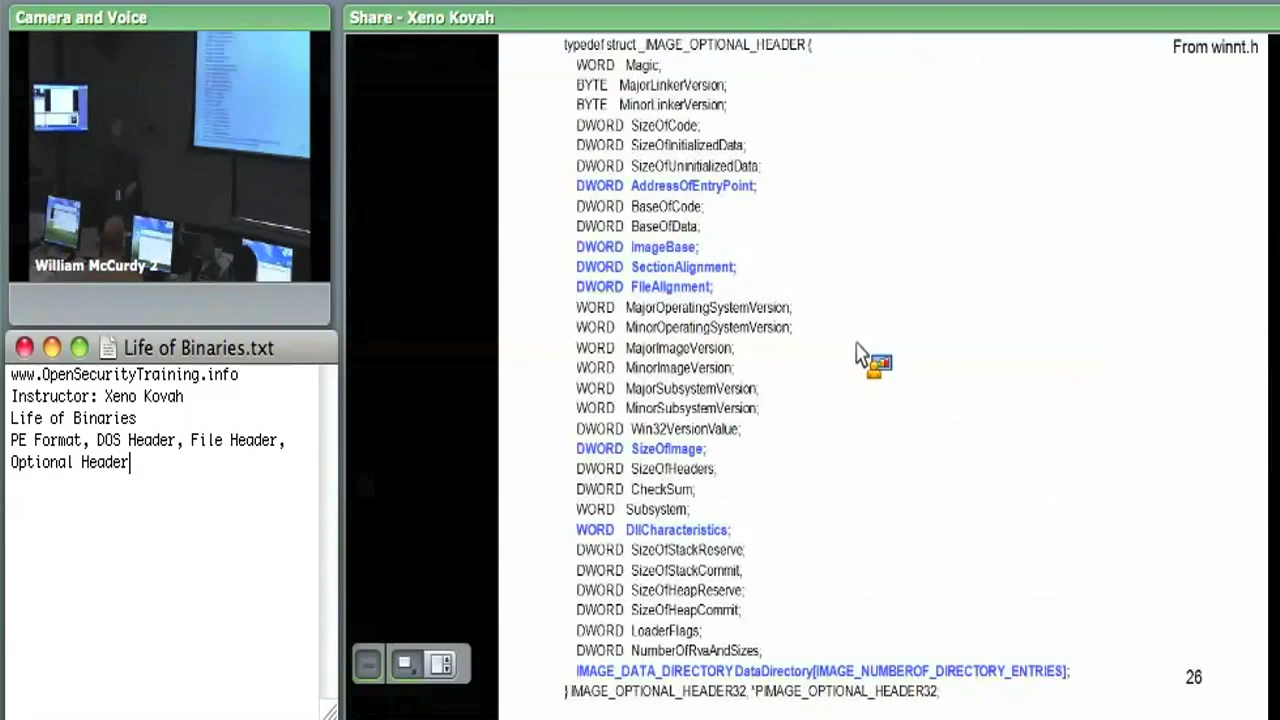 Camera and Voice
William McCurdy 2
Life of Binaries.txt
www.OpenSecurityTraining.info
Instructor: Xeno Kovah
Life of Binaries
PE Format, DOS Header, File Header,
Optional Header
Share - Xeno Kovah
From winnt.h
typedef struct _IMAGE_OPTIONAL_HEADER {
WORD Magic;
BYTE MajorLinkerVersion;
BYTE MinorLinkerVersion;
DWORD SizeOfCode;
DWORD SizeOfInitializedData;
DWORD SizeOfUninitializedData;
DWORD AddressOfEntryPoint;
DWORD BaseOfCode;
DWORD BaseOfData;
DWORD ImageBase;
DWORD SectionAlignment;
DWORD FileAlignment;
WORD MajorOperatingSystemVersion;
WORD MinorOperatingSystemVersion;
WORD MajorImageVersion;
WORD MinorImageVersion;
WORD MajorSubsystemVersion;
WORD MinorSubsystemVersion;
DWORD Win32VersionValue;
DWORD SizeOfImage;
DWORD SizeOfHeaders;
DWORD CheckSum;
WORD Subsystem;
WORD DllCharacteristics;
DWORD SizeOfStackReserve;
DWORD SizeOfStackCommit;
DWORD SizeOfHeapReserve;
DWORD SizeOfHeapCommit;
DWORD LoaderFlags;
DWORD NumberOfRvaAndSizes;
IMAGE_DATA_DIRECTORY DataDirectory[IMAGE_NUMBEROF_DIRECTORY_ENTRIES];
} IMAGE_OPTIONAL_HEADER32, *PIMAGE_OPTIONAL_HEADER32;
26